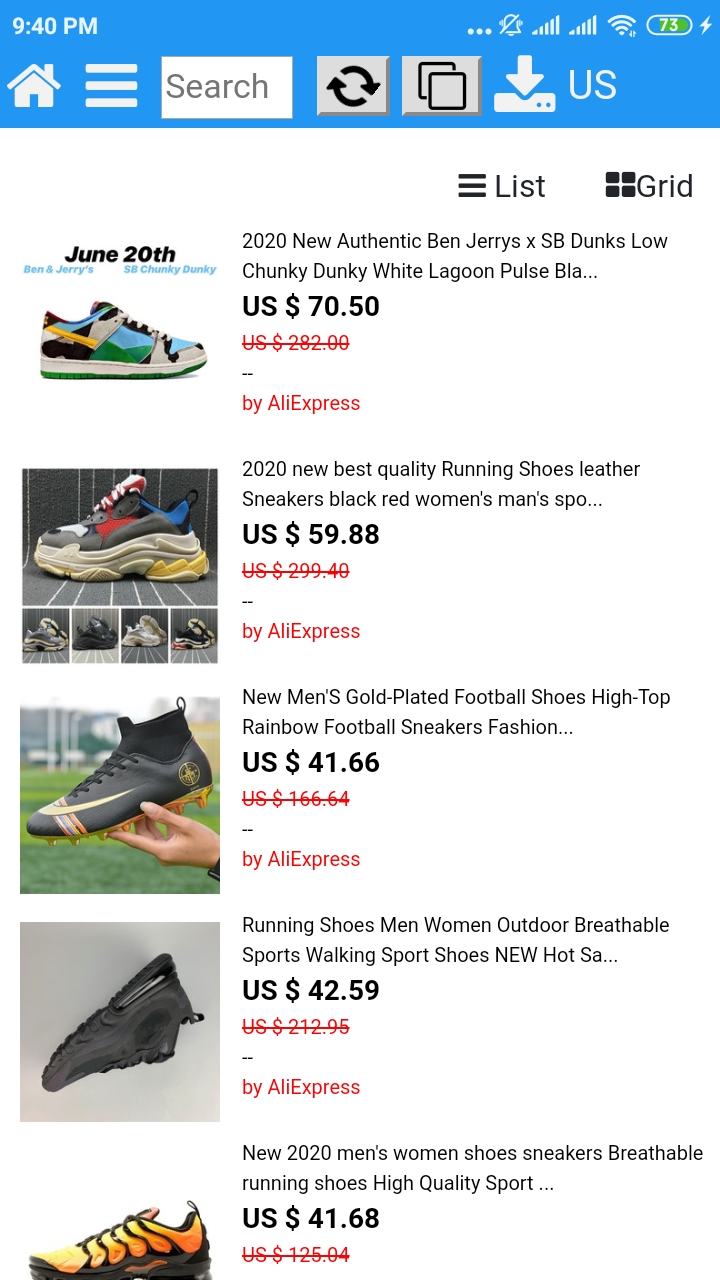 9:40 PM
73
Search
US
List
Grid
June 20th
Ben & Jerry's
SB Chunky Dunky
2020 New Authentic Ben Jerrys x SB Dunks Low
Chunky Dunky White Lagoon Pulse Bla...
US $ 70.50
US $ 282.00
--
by AliExpress
2020 new best quality Running Shoes leather
Sneakers black red women's man's spo...
US $ 59.88
US $ 299.40
--
by AliExpress
New Men'S Gold-Plated Football Shoes High-Top
Rainbow Football Sneakers Fashion...
US $ 41.66
US $ 166.64
--
by AliExpress
Running Shoes Men Women Outdoor Breathable
Sports Walking Sport Shoes NEW Hot Sa...
US $ 42.59
US $ 212.95
--
by AliExpress
New 2020 men's women shoes sneakers Breathable
running shoes High Quality Sport ...
US $ 41.68
US $ 125.04